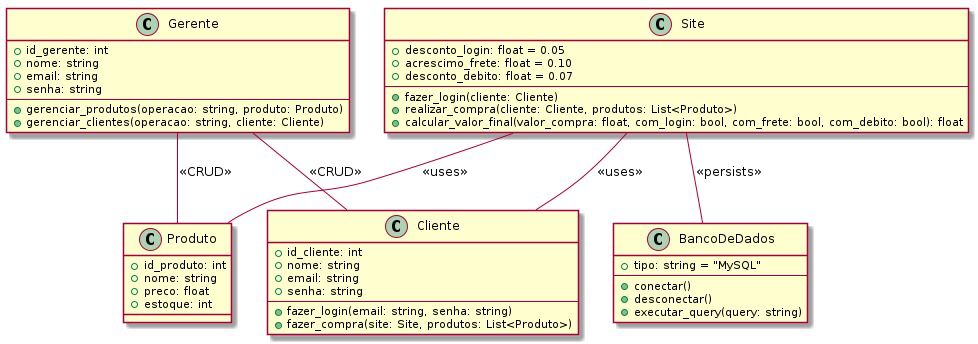 C Gerente
id_gerente: int
nome: string
email: string
senha: string
gerenciar_produtos(operacao: string, produto: Produto)
gerenciar_clientes(operacao: string, cliente: Cliente)
C Site
desconto_login: float = 0.05
acrescimo_frete: float = 0.10
desconto_debito: float = 0.07
fazer_login(cliente: Cliente)
realizar_compra(cliente: Cliente, produtos: List<Produto>)
calcular_valor_final(valor_compra: float, com_login: bool, com_frete: bool, com_debito: bool): float
«CRUD»
«CRUD»
«uses»
«uses»
«persists»
C Produto
id_produto: int
nome: string
preco: float
estoque: int
C Cliente
id_cliente: int
nome: string
email: string
senha: string
fazer_login(email: string, senha: string)
fazer_compra(site: Site, produtos: List<Produto>)
C BancoDeDados
tipo: string = "MySQL"
conectar()
desconectar()
executar_query(query: string)